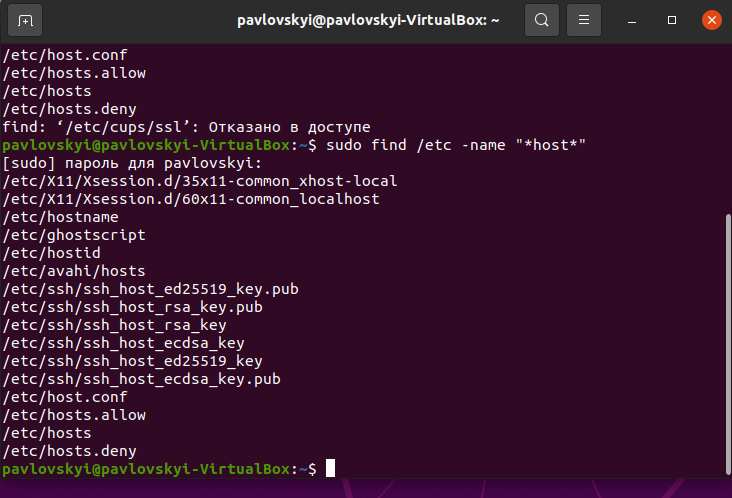 pavlovskyi@pavlovskyi-VirtualBox: ~
/etc/host.conf
/etc/hosts.allow
/etc/hosts
/etc/hosts.deny
find: ‘/etc/cups/ssl’: Отказано в доступе
pavlovskyi@pavlovskyi-VirtualBox:~$ sudo find /etc -name "*host*"
[sudo] пароль для pavlovskyi:
/etc/X11/Xsession.d/35x11-common_xhost-local
/etc/X11/Xsession.d/60x11-common_localhost
/etc/hostname
/etc/ghostscript
/etc/hostid
/etc/avahi/hosts
/etc/ssh/ssh_host_ed25519_key.pub
/etc/ssh/ssh_host_rsa_key.pub
/etc/ssh/ssh_host_rsa_key
/etc/ssh/ssh_host_ecdsa_key
/etc/ssh/ssh_host_ed25519_key
/etc/ssh/ssh_host_ecdsa_key.pub
/etc/host.conf
/etc/hosts.allow
/etc/hosts
/etc/hosts.deny
pavlovskyi@pavlovskyi-VirtualBox:~$